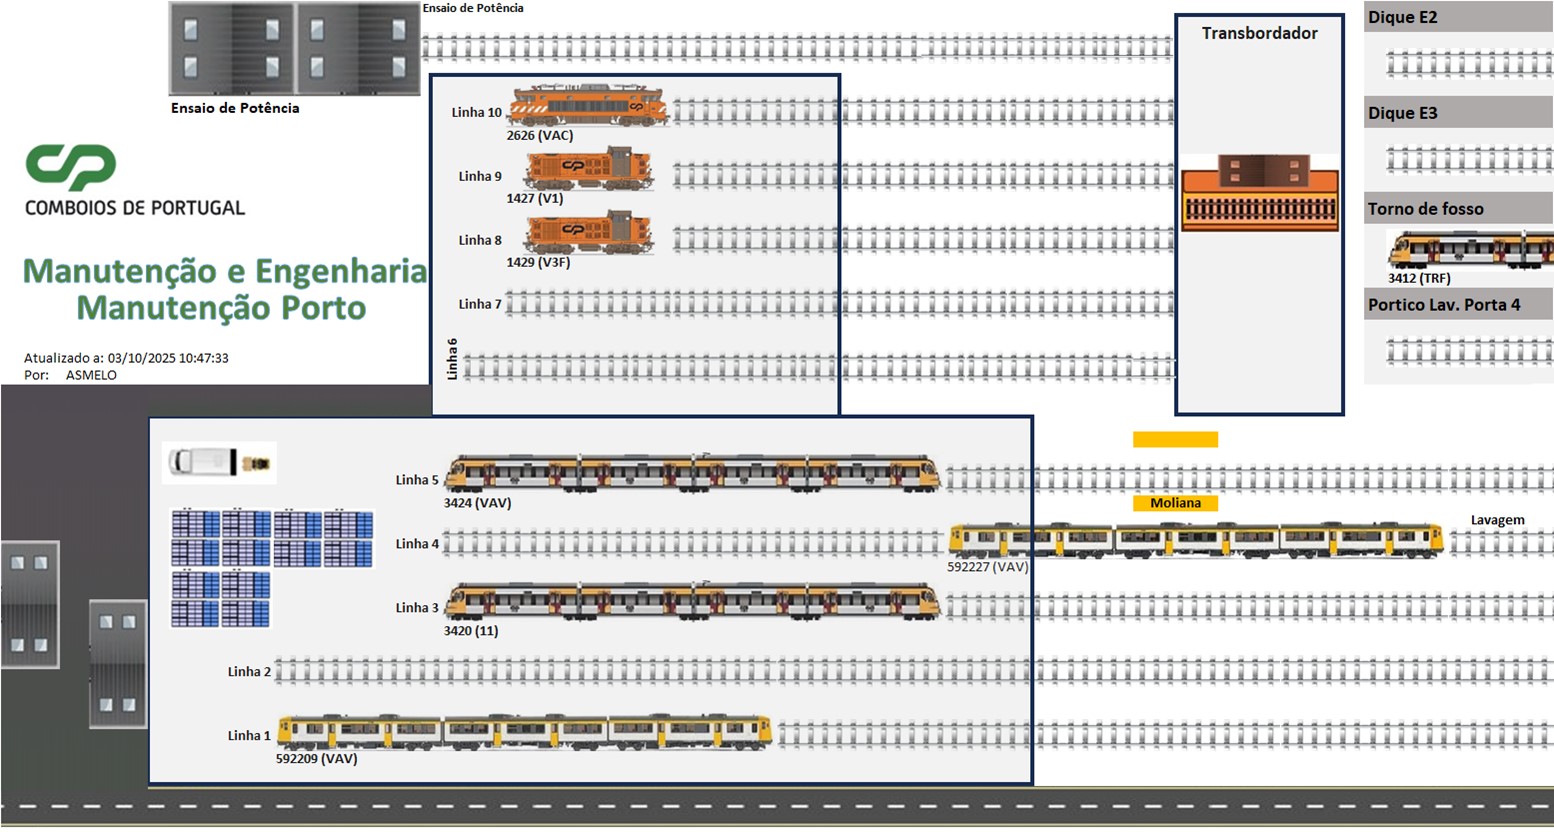 Ensaio de Potência
Ensaio de Potência
Transbordador
Dique E2
Linha 10
2626 (VAC)
Dique E3
CP
COMBOIOS DE PORTUGAL
Linha 9
1427 (V1)
Torno de fosso
Linha 8
1429 (V3F)
3412 (TRF)
Manutenção e Engenharia
Manutenção Porto
Linha 7
Portico Lav. Porta 4
Atualizado a: 03/10/2025 10:47:33
Por: ASMELO
Linha 6
Linha 5
3424 (VAV)
Moliana
Lavagem
Linha 4
592227 (VAV)
Linha 3
3420 (11)
Linha 2
Linha 1
592209 (VAV)